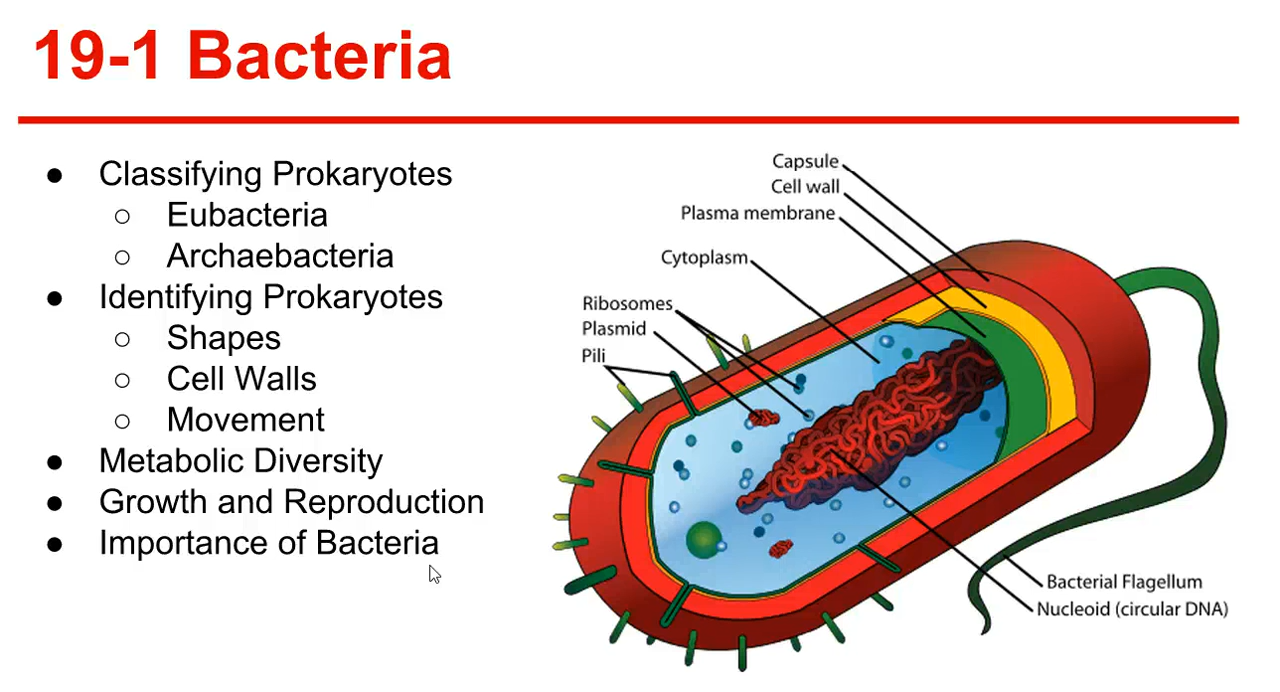 19-1 Bacteria
● Classifying Prokaryotes
○ Eubacteria
○ Archaebacteria
● Identifying Prokaryotes
○ Shapes
○ Cell Walls
○ Movement
● Metabolic Diversity
● Growth and Reproduction
● Importance of Bacteria
Capsule
Cell wall
Plasma membrane
Cytoplasm
Ribosomes
Plasmid
Pili
Bacterial Flagellum
Nucleoid (circular DNA)